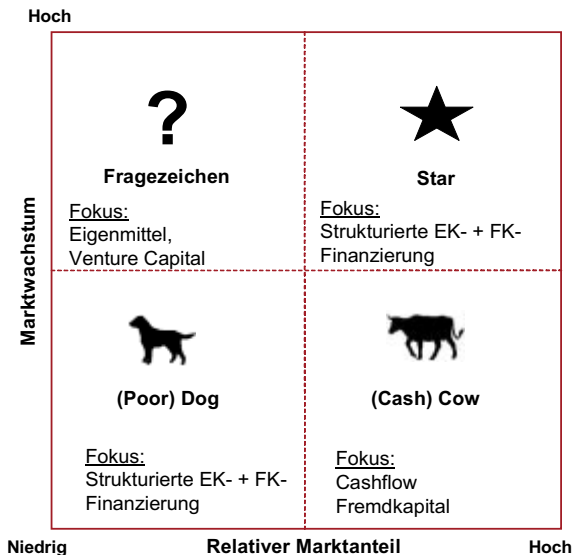 Hoch
?
Fragezeichen
Fokus:
Eigenmittel,
Venture Capital
Star
Fokus:
Strukturierte EK- + FK-
Finanzierung
Marktwachstum
(Poor) Dog
Fokus:
Strukturierte EK- + FK-
Finanzierung
(Cash) Cow
Fokus:
Cashflow
Fremdkapital
Niedrig
Relativer Marktanteil
Hoch